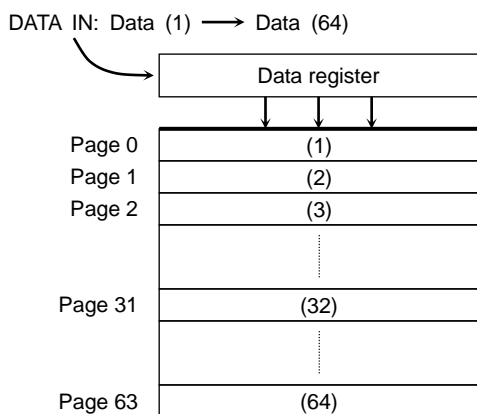 DATA IN: Data (1) Data (64)
Data register
Page 0 (1)
Page 1 (2)
Page 2 (3)
Page 31 (32)
Page 63 (64)